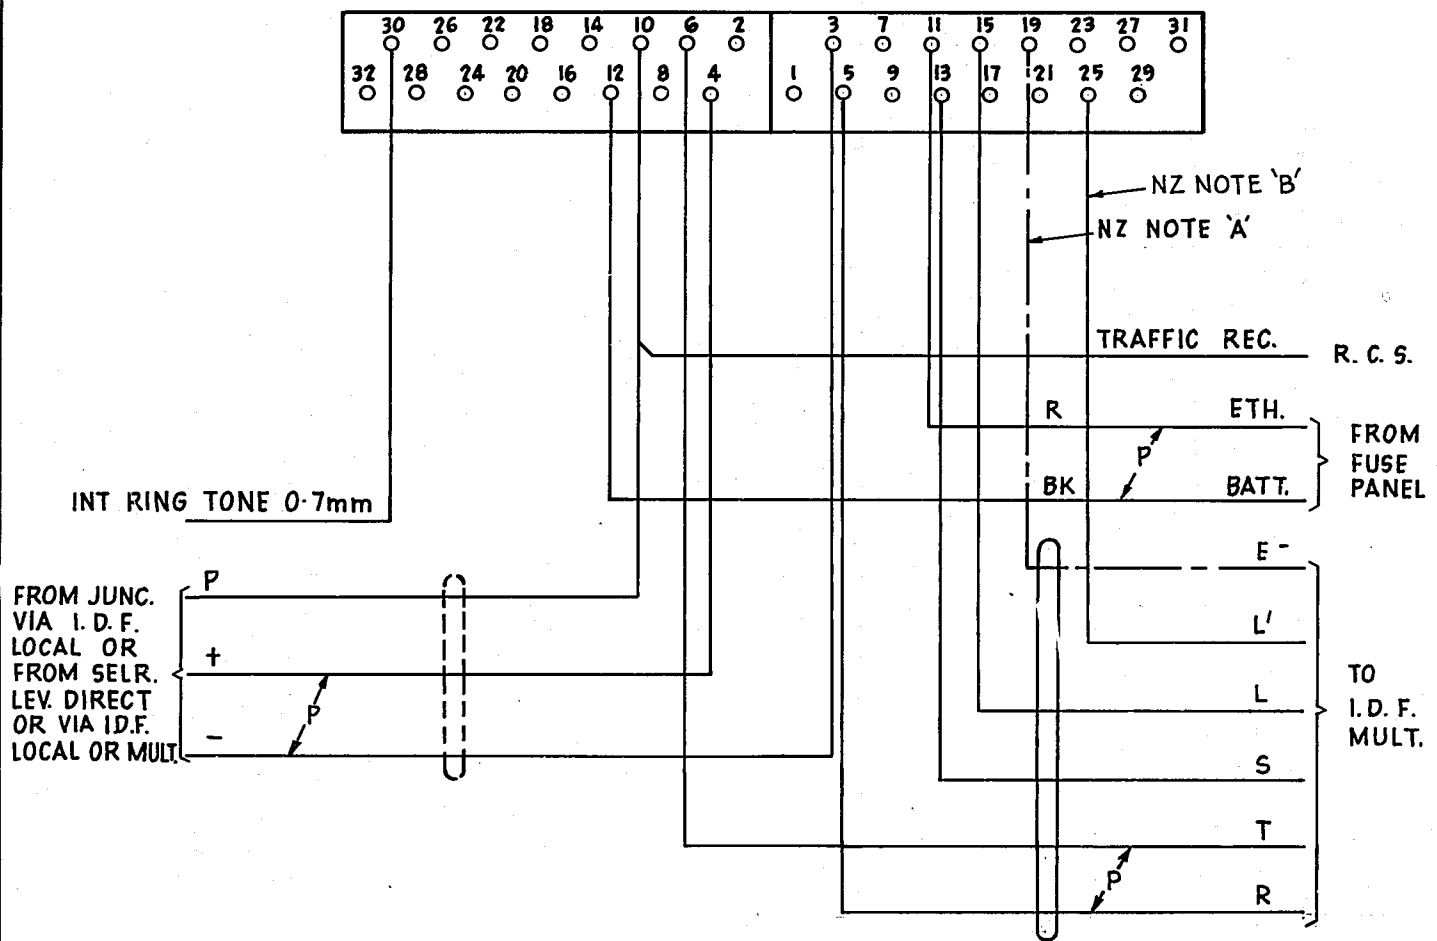 30 26 22 18 14 10 6 2 3 7 11 15 19 23 27 31
32 28 24 20 16 12 8 4 1 5 9 13 17 21 25 29
NZ NOTE 'B'
NZ NOTE 'A'
TRAFFIC REC.
R. C. S.
R
ETH.
P
BK
BATT.
FROM
FUSE
PANEL
INT RING TONE 0·7mm
P
+
-
P
FROM JUNC.
VIA I. D. F.
LOCAL OR
FROM SELR.
LEV. DIRECT
OR VIA I.D.F.
LOCAL OR MULT.
E -
L'
L
S
T
P
R
TO
I. D. F.
MULT.